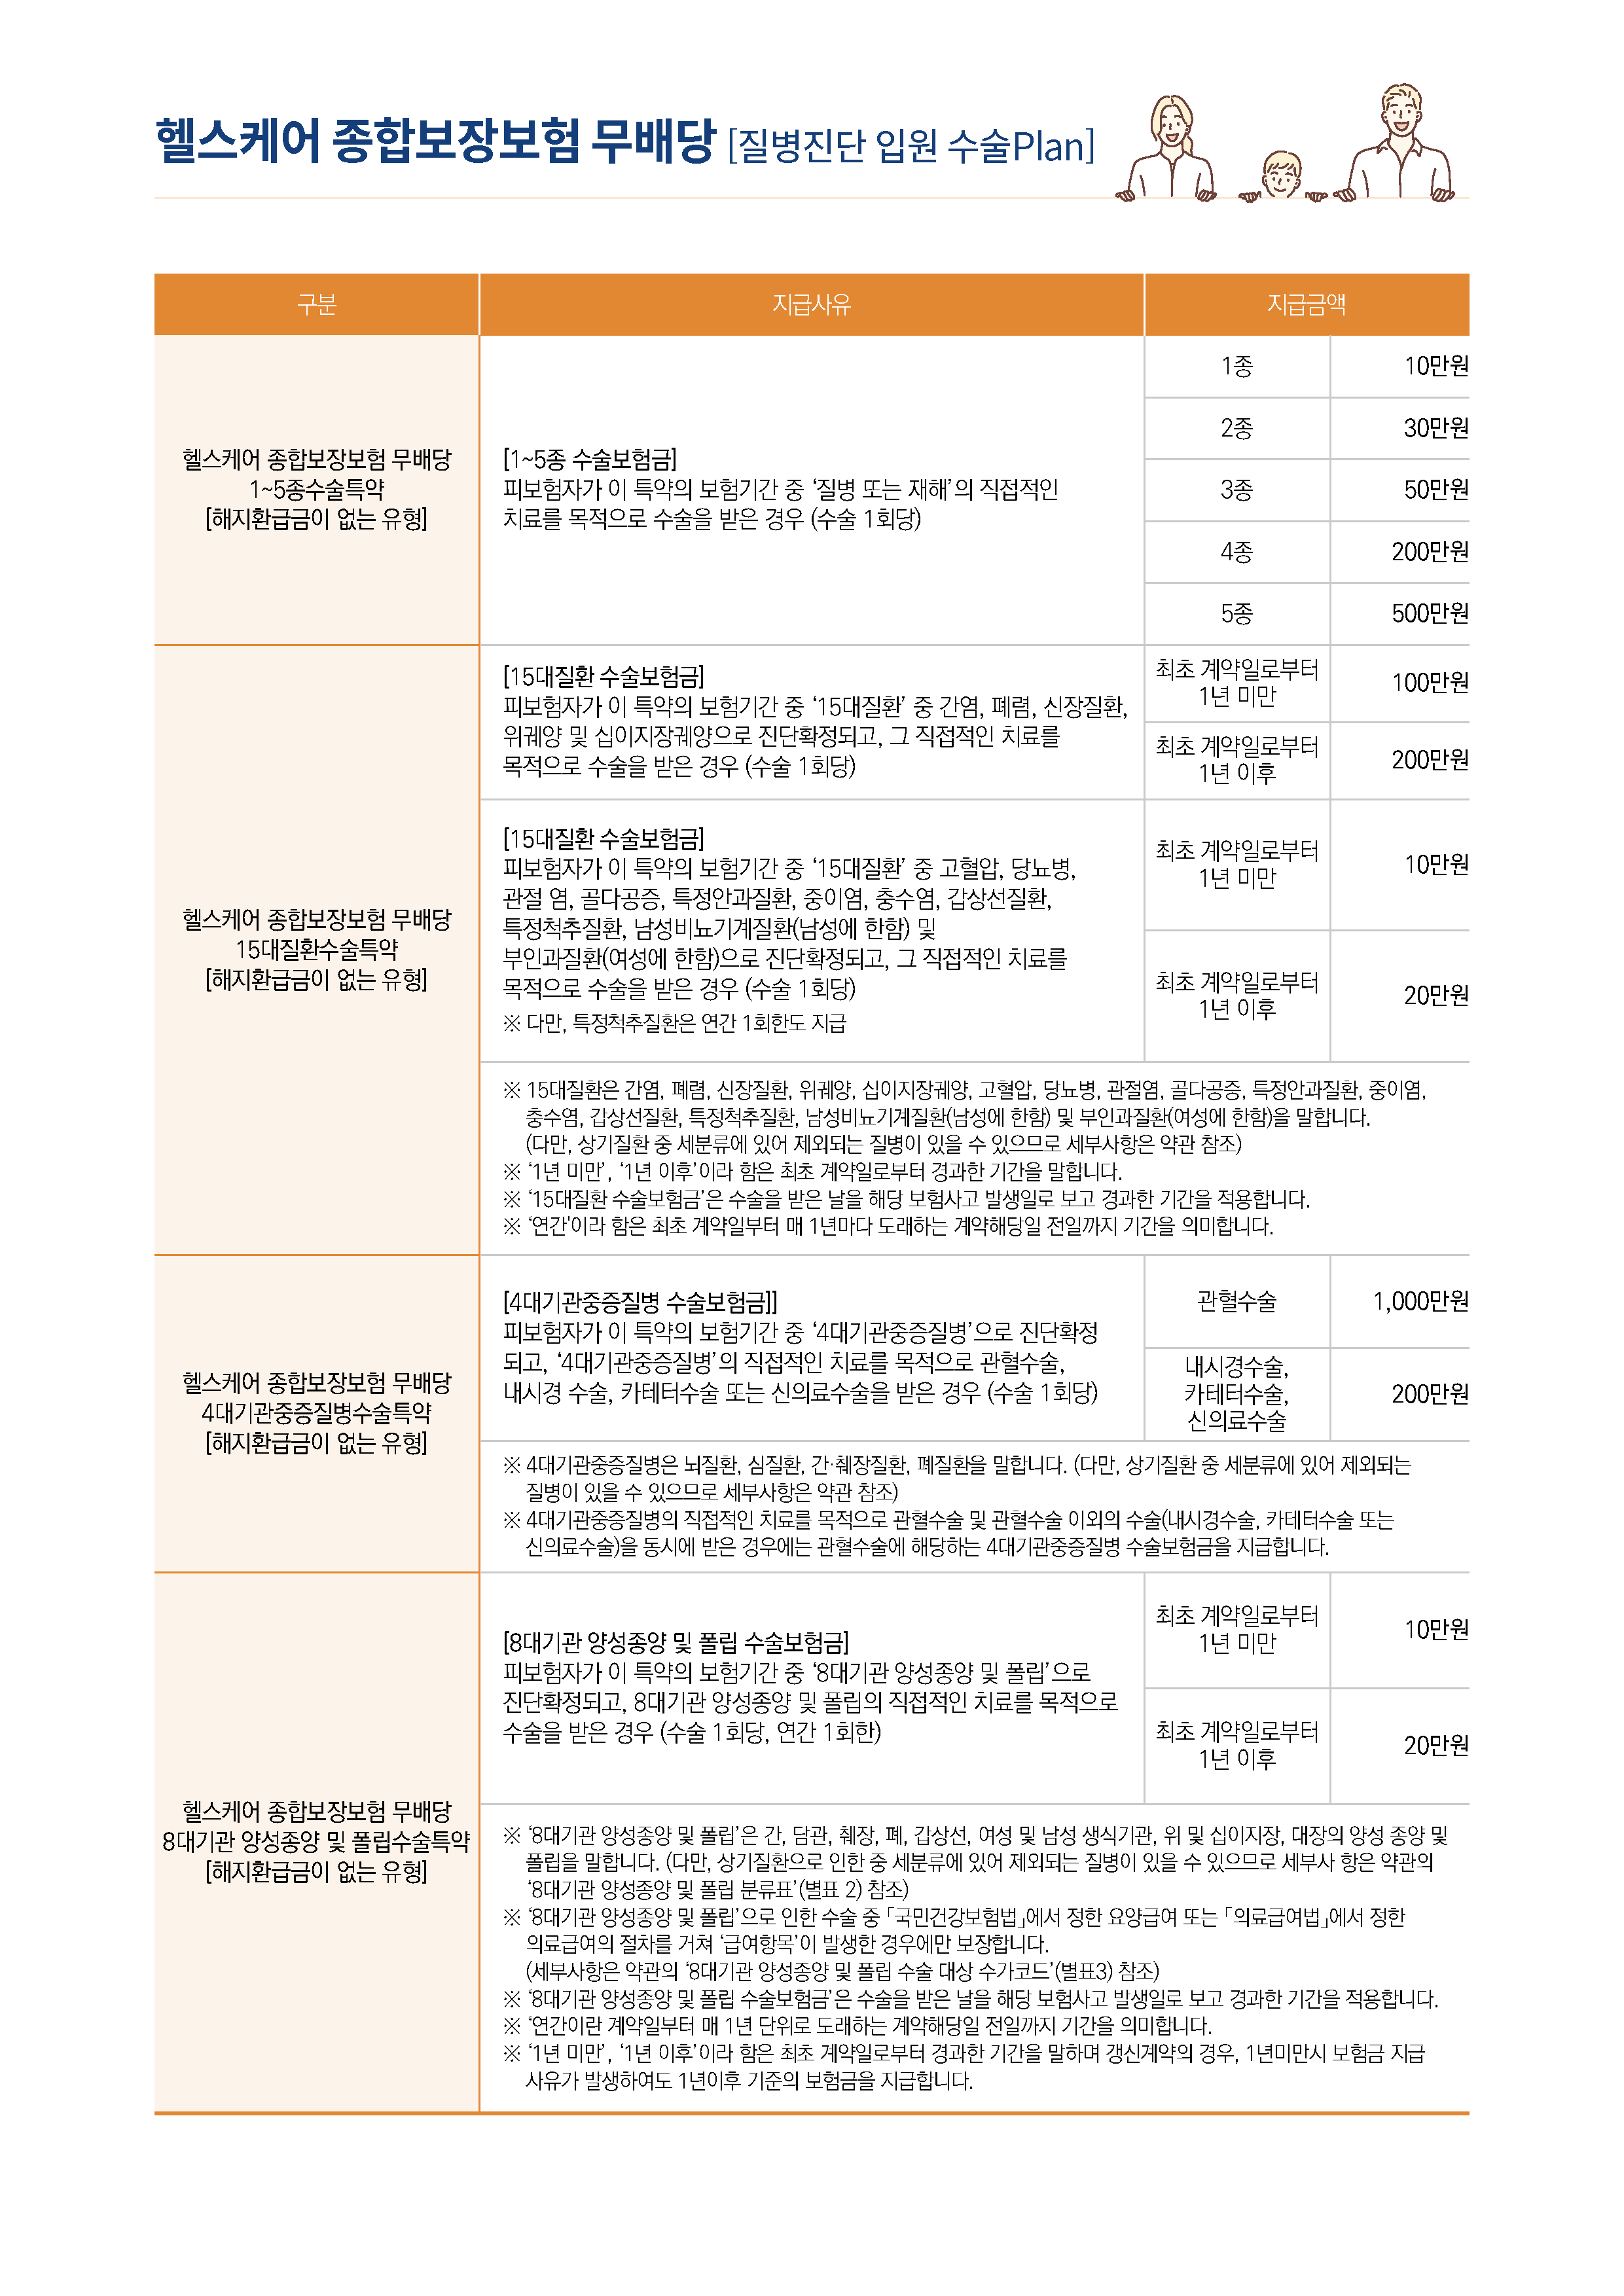 헬스케어 종합보장보험 무배당 [질병진단 입원 수술Plan]
구분
지급사유
지급금액
헬스케어 종합보장보험 무배당
1~5종수술특약
[해지환급금이 없는 유형]
[1~5종 수술보험금]
피보험자가 이 특약의 보험기간 중 ‘질병 또는 재해’의 직접적인
치료를 목적으로 수술을 받은 경우 (수술 1회당)
1종
10만원
2종
30만원
3종
50만원
4종
200만원
5종
500만원
헬스케어 종합보장보험 무배당
15대질환수술특약
[해지환급금이 없는 유형]
[15대질환 수술보험금]
피보험자가 이 특약의 보험기간 중 ‘15대질환’ 중 간염, 폐렴, 신장질환,
위궤양 및 십이지장궤양으로 진단확정되고, 그 직접적인 치료를
목적으로 수술을 받은 경우 (수술 1회당)
최초 계약일로부터
1년 미만
100만원
최초 계약일로부터
1년 이후
200만원
[15대질환 수술보험금]
피보험자가 이 특약의 보험기간 중 ‘15대질환’ 중 고혈압, 당뇨병,
관절 염, 골다공증, 특정안과질환, 중이염, 충수염, 갑상선질환,
특정척추질환, 남성비뇨기계질환(남성에 한함) 및
부인과질환(여성에 한함)으로 진단확정되고, 그 직접적인 치료를
목적으로 수술을 받은 경우 (수술 1회당)
※ 다만, 특정척추질환은 연간 1회한도 지급
최초 계약일로부터
1년 미만
10만원
최초 계약일로부터
1년 이후
20만원
※ 15대질환은 간염, 폐렴, 신장질환, 위궤양, 십이지장궤양, 고혈압, 당뇨병, 관절염, 골다공증, 특정안과질환, 중이염,
충수염, 갑상선질환, 특정척추질환, 남성비뇨기계질환(남성에 한함) 및 부인과질환(여성에 한함)을 말합니다.
(다만, 상기질환 중 세분류에 있어 제외되는 질병이 있을 수 있으므로 세부사항은 약관 참조)
※ ‘1년 미만’, ‘1년 이후’이라 함은 최초 계약일로부터 경과한 기간을 말합니다.
※ ‘15대질환 수술보험금’은 수술을 받은 날을 해당 보험사고 발생일로 보고 경과한 기간을 적용합니다.
※ ‘연간'이라 함은 최초 계약일부터 매 1년마다 도래하는 계약해당일 전일까지 기간을 의미합니다.
헬스케어 종합보장보험 무배당
4대기관중증질병수술특약
[해지환급금이 없는 유형]
[4대기관중증질병 수술보험금]]
피보험자가 이 특약의 보험기간 중 ‘4대기관중증질병’으로 진단확정
되고, ‘4대기관중증질병’의 직접적인 치료를 목적으로 관혈수술,
내시경 수술, 카테터수술 또는 신의료수술을 받은 경우 (수술 1회당)
관혈수술
1,000만원
내시경수술,
카테터수술,
신의료수술
200만원
※ 4대기관중증질병은 뇌질환, 심질환, 간·췌장질환, 폐질환을 말합니다. (다만, 상기질환 중 세분류에 있어 제외되는
질병이 있을 수 있으므로 세부사항은 약관 참조)
※ 4대기관중증질병의 직접적인 치료를 목적으로 관혈수술 및 관혈수술 이외의 수술(내시경수술, 카테터수술 또는
신의료수술)을 동시에 받은 경우에는 관혈수술에 해당하는 4대기관중증질병 수술보험금을 지급합니다.
헬스케어 종합보장보험 무배당
8대기관 양성종양 및 폴립수술특약
[해지환급금이 없는 유형]
[8대기관 양성종양 및 폴립 수술보험금]
피보험자가 이 특약의 보험기간 중 ‘8대기관 양성종양 및 폴립’으로
진단확정되고, 8대기관 양성종양 및 폴립의 직접적인 치료를 목적으로
수술을 받은 경우 (수술 1회당, 연간 1회한)
최초 계약일로부터
1년 미만
10만원
최초 계약일로부터
1년 이후
20만원
※ ‘8대기관 양성종양 및 폴립’은 간, 담관, 췌장, 폐, 갑상선, 여성 및 남성 생식기관, 위 및 십이지장, 대장의 양성 종양 및
폴립을 말합니다. (다만, 상기질환으로 인한 중 세분류에 있어 제외되는 질병이 있을 수 있으므로 세부사 항은 약관의
‘8대기관 양성종양 및 폴립 분류표’(별표 2) 참조)
※ ‘8대기관 양성종양 및 폴립’으로 인한 수술 중 「국민건강보험법」에서 정한 요양급여 또는 「의료급여법」에서 정한
의료급여의 절차를 거쳐 ‘급여항목’이 발생한 경우에만 보장합니다.
(세부사항은 약관의 ‘8대기관 양성종양 및 폴립 수술 대상 수가코드’(별표3) 참조)
※ ‘8대기관 양성종양 및 폴립 수술보험금’은 수술을 받은 날을 해당 보험사고 발생일로 보고 경과한 기간을 적용합니다.
※ ‘연간이란 계약일부터 매 1년 단위로 도래하는 계약해당일 전일까지 기간을 의미합니다.
※ ‘1년 미만’, ‘1년 이후’이라 함은 최초 계약일로부터 경과한 기간을 말하며 갱신계약의 경우, 1년미만시 보험금 지급
사유가 발생하여도 1년이후 기준의 보험금을 지급합니다.